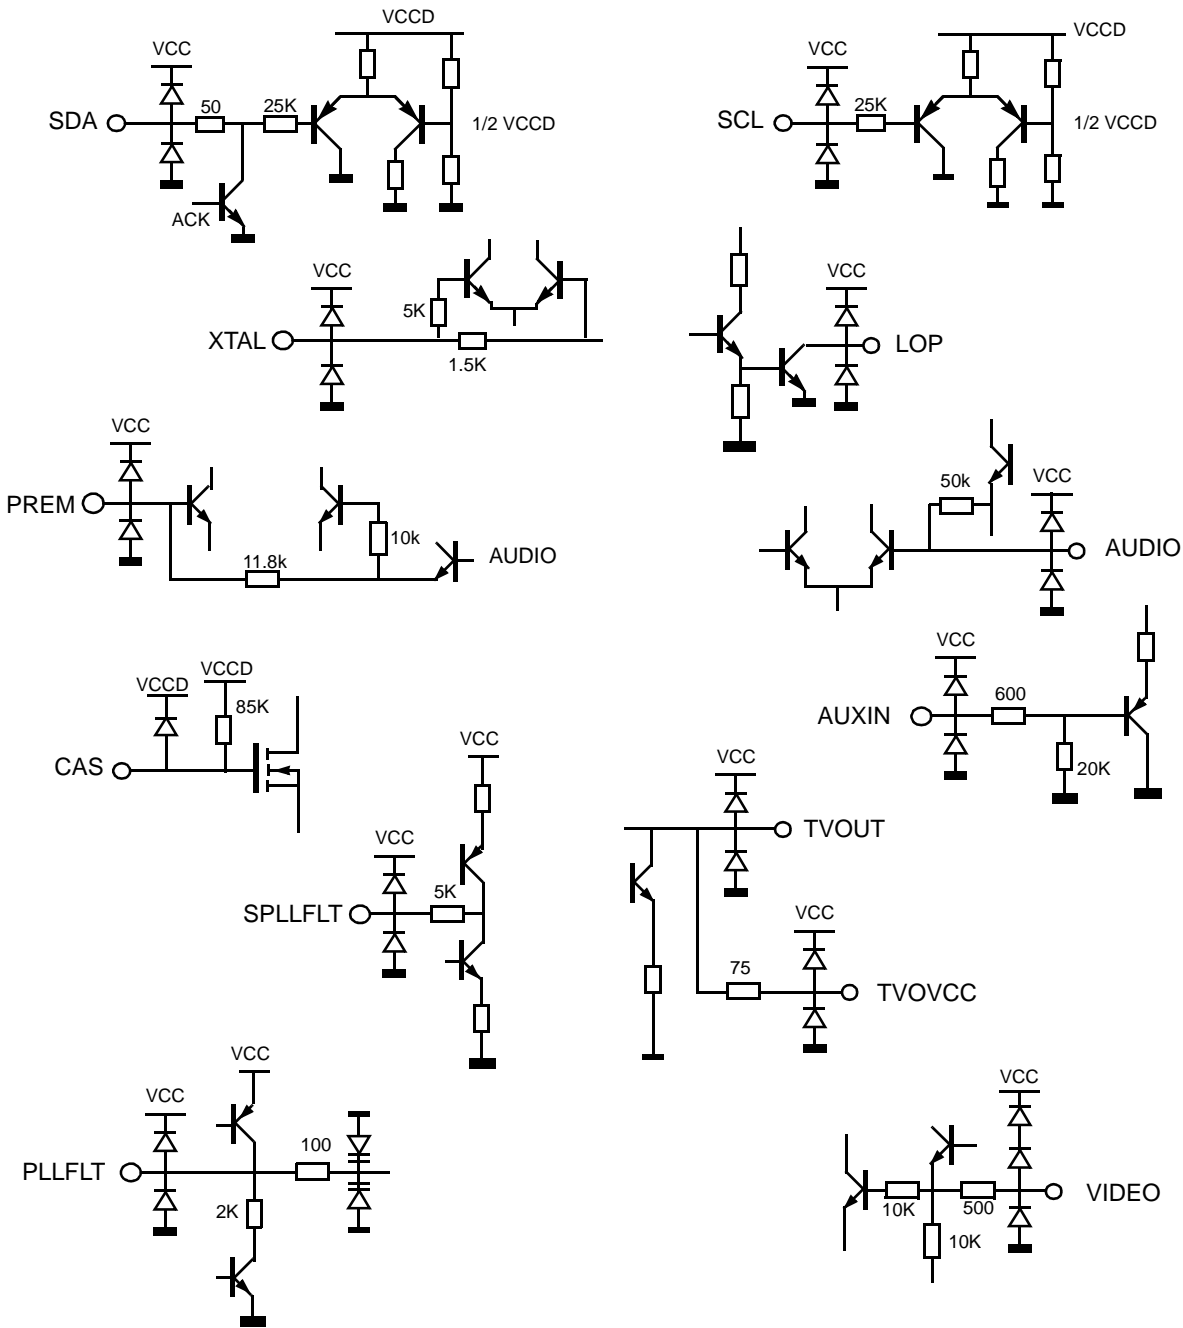 VCCD
VCC
50
25K
SDA
1/2 VCCD
ACK
VCCD
VCC
25K
SCL
1/2 VCCD
VCC
5K
XTAL
1.5K
VCC
LOP
VCC
PREM
10k
11.8k
AUDIO
50k
VCC
AUDIO
VCCD
VCCD
85K
CAS
VCC
600
AUXIN
20K
VCC
VCC
5K
SPLLFLT
VCC
TVOUT
VCC
75
TVOVCC
VCC
VCC
100
PLLFLT
2K
VCC
10K
500
VIDEO
10K